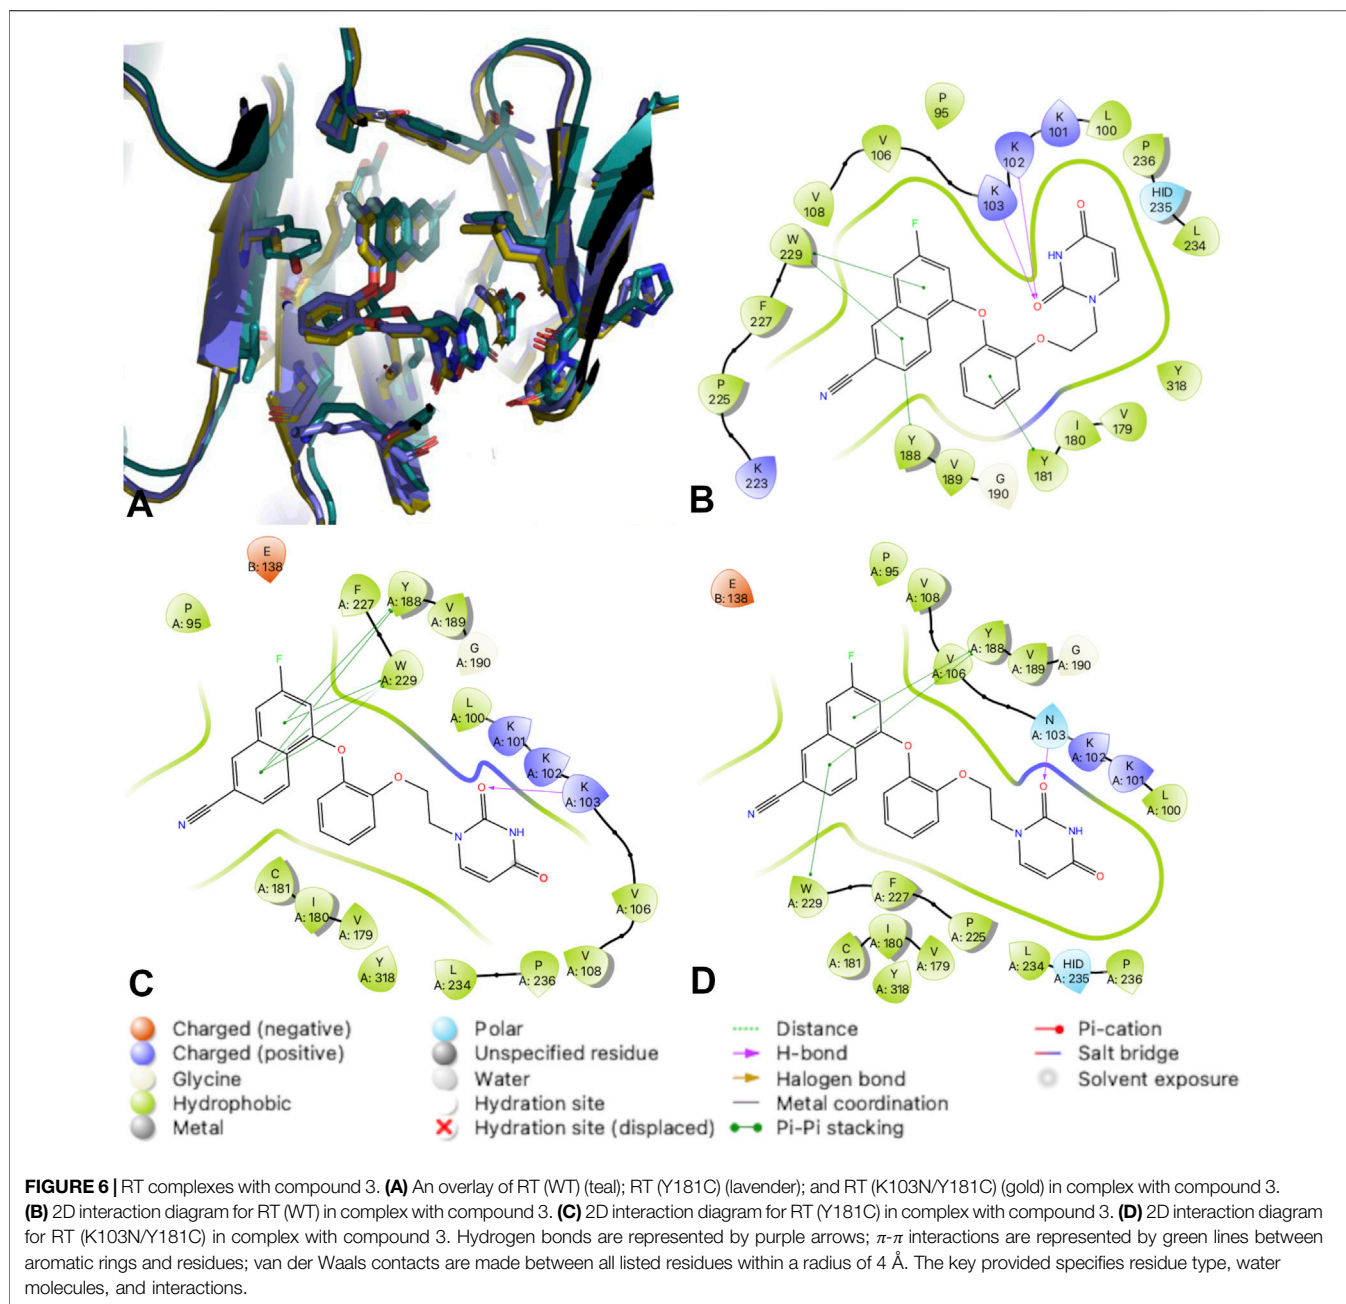 A
P
95
V
106
V
108
K
101
L
100
K
102
K
103
P
236
HID
235
L
234
W
229
F
227
P
225
K
223
F
O
NH
O
N
O
O
N
Y
188
V
189
G
190
Y
181
I
180
V
179
Y
318
B
E
B: 138
P
A: 95
F
A: 227
Y
A: 188
V
A: 189
G
A: 190
W
A: 229
L
A: 100
K
A: 101
K
A: 102
K
A: 103
F
O
O
O
N
N
NH
O
C
A: 181
I
A: 180
V
A: 179
Y
A: 318
L
A: 234
P
A: 236
V
A: 108
V
A: 106
C
E
B: 138
P
A: 95
V
A: 108
V
A: 106
Y
A: 188
V
A: 189
G
A: 190
N
A: 103
K
A: 102
K
A: 101
L
A: 100
F
O
O
O
N
N
NH
O
W
A: 229
F
A: 227
P
A: 225
C
A: 181
I
A: 180
V
A: 179
Y
A: 318
L
A: 234
HID
A: 235
P
A: 236
D
Charged (negative)
Charged (positive)
Glycine
Hydrophobic
Metal
Polar
Unspecified residue
Water
Hydration site
Hydration site (displaced)
Distance
H-bond
Halogen bond
Metal coordination
Pi-Pi stacking
Pi-cation
Salt bridge
Solvent exposure
FIGURE 6 | RT complexes with compound 3. (A) An overlay of RT (WT) (teal); RT (Y181C) (lavender); and RT (K103N/Y181C) (gold) in complex with compound 3.
(B) 2D interaction diagram for RT (WT) in complex with compound 3. (C) 2D interaction diagram for RT (Y181C) in complex with compound 3. (D) 2D interaction diagram
for RT (K103N/Y181C) in complex with compound 3. Hydrogen bonds are represented by purple arrows; π-π interactions are represented by green lines between
aromatic rings and residues; van der Waals contacts are made between all listed residues within a radius of 4 Å. The key provided specifies residue type, water
molecules, and interactions.